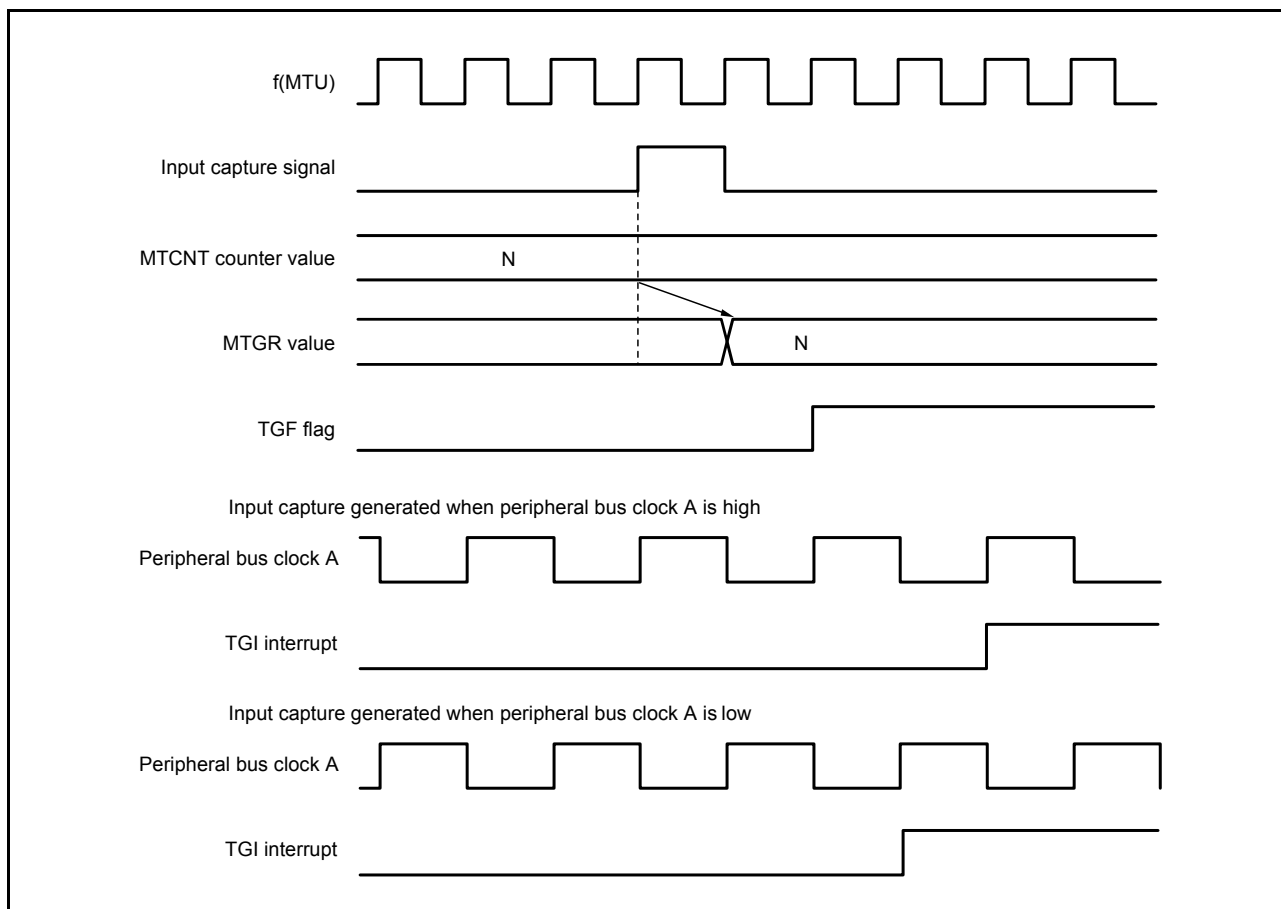 f(MTU)
Input capture signal
MTCNT counter value
N
MTGR value
N
TGF flag
Input capture generated when peripheral bus clock A is high
Peripheral bus clock A
TGI interrupt
Input capture generated when peripheral bus clock A is low
Peripheral bus clock A
TGI interrupt